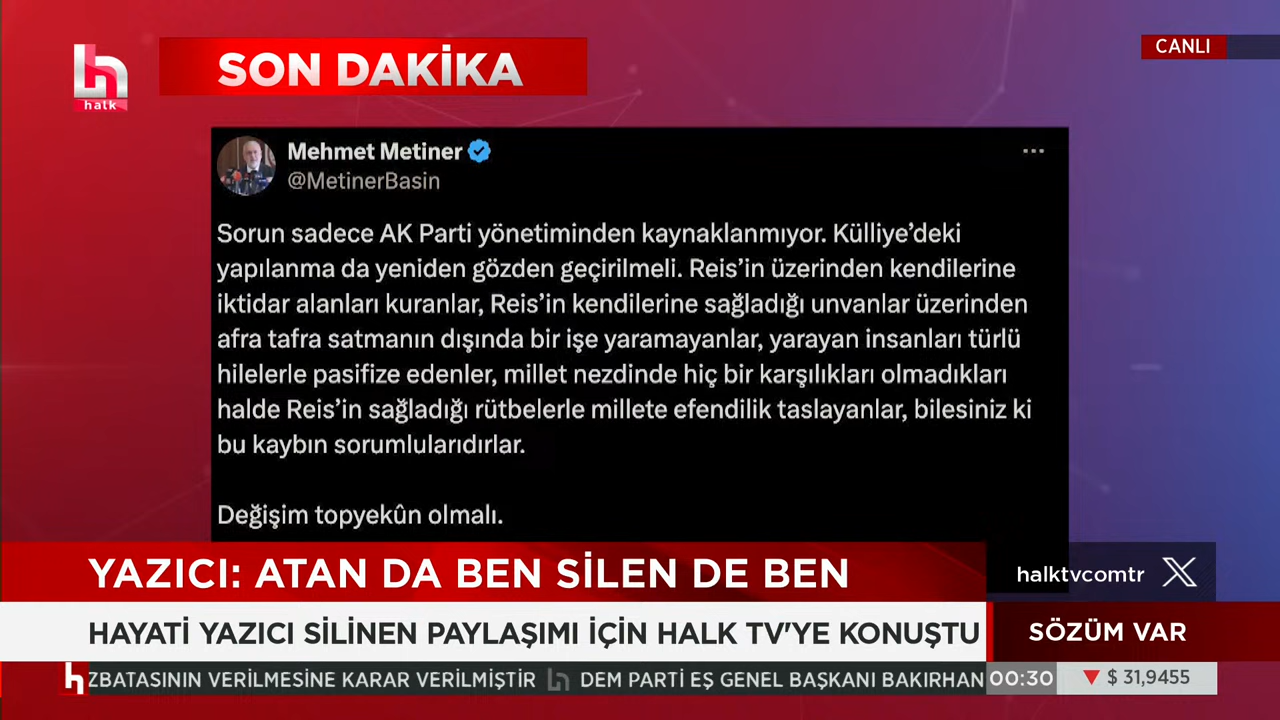 SON DAKİKA
CANLI
halk
Mehmet Metiner
@MetinerBasin
Sorun sadece AK Parti yönetiminden kaynaklanmıyor. Külliye’deki
yapılanma da yeniden gözden geçirilmeli. Reis’in üzerinden kendilerine
iktidar alanları kuranlar, Reis’in kendilerine sağladığı unvanlar üzerinden
afra tafra satmanın dışında bir işe yaramayanlar, yarayan insanları türlü
hilelerle pasifize edenler, millet nezdinde hiç bir karşılıkları olmadıkları
halde Reis’in sağladığı rütbelerle millete efendilik taslayanlar, bilesiniz ki
bu kaybın sorumlularıdırlar.
Değişim topyekûn olmalı.
YAZICI: ATAN DA BEN SİLEN DE BEN
halktvcomtr
HAYATİ YAZICI SİLİNEN PAYLAŞIMI İÇİN HALK TV'YE KONUŞTU
SÖZÜM VAR
ZBATASININ VERİLMESİNE KARAR VERİLMİŞTİR DEM PARTİ EŞ GENEL BAŞKANI BAKIRHAN 00:30 $ 31,9455